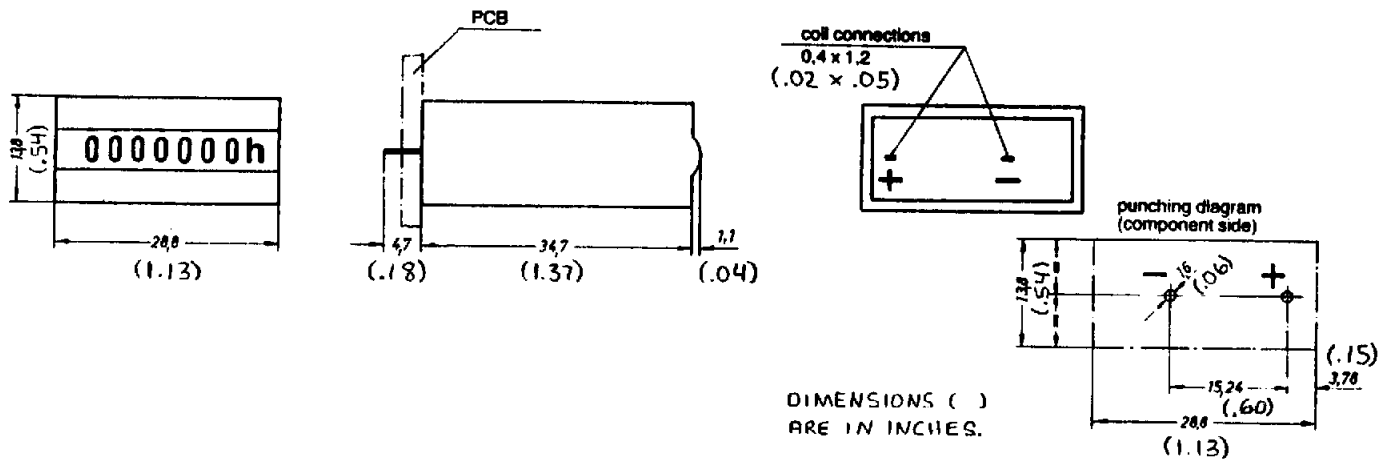 PCB
13,8
(.54)
0000000h
28,8
(1.13)
4,7
(.18)
34,7
(1.37)
1,1
(.04)
coil connections
0,4 x 1,2
(.02 x .05)
+ −
punching diagram
(component side)
13,8
(.54)
− +
1,6
(.06)
15,24
(.60)
(.15)
3,78
28,8
(1.13)
DIMENSIONS ( )
ARE IN INCHES.